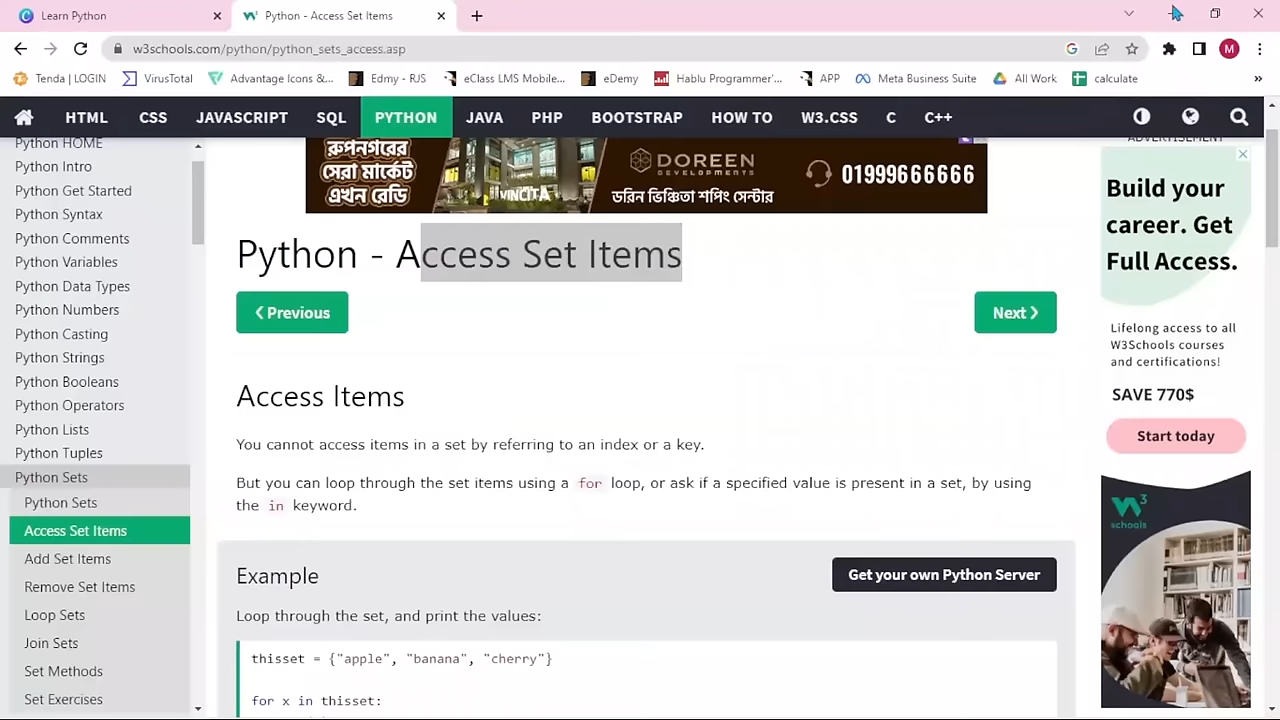 Learn Python
Python - Access Set Items
w3schools.com/python/python_sets_access.asp
M
Tenda | LOGIN
VirusTotal
Advantage Icons &...
Edmy - RJS
eClass LMS Mobile...
eDemy
Hablu Programmer'...
APP
Meta Business Suite
All Work
calculate
»
HTML
CSS
JAVASCRIPT
SQL
PYTHON
JAVA
PHP
BOOTSTRAP
HOW TO
W3.CSS
C
C++
Python HOME
Python Intro
Python Get Started
Python Syntax
Python Comments
Python Variables
Python Data Types
Python Numbers
Python Casting
Python Strings
Python Booleans
Python Operators
Python Lists
Python Tuples
Python Sets
Python Sets
Access Set Items
Add Set Items
Remove Set Items
Loop Sets
Join Sets
Set Methods
Set Exercises
রুপনগরের
সেরা মার্কেট
এখন রেডি
VINCITA
DOREEN
DEVELOPMENTS
ডরিন ভিঞ্চিতা শপিং সেন্টার
01999666666
Python - Access Set Items
❮ Previous
Next ❯
Access Items
You cannot access items in a set by referring to an index or a key.
But you can loop through the set items using a for loop, or ask if a specified value is present in a set, by using
the in keyword.
Example
Get your own Python Server
Loop through the set, and print the values:
thisset = {"apple", "banana", "cherry"}
for x in thisset:
ADVERTISEMENT
Build your
career. Get
Full Access.
Lifelong access to all
W3Schools courses
and certifications!
SAVE 770$
Start today
W3
schools